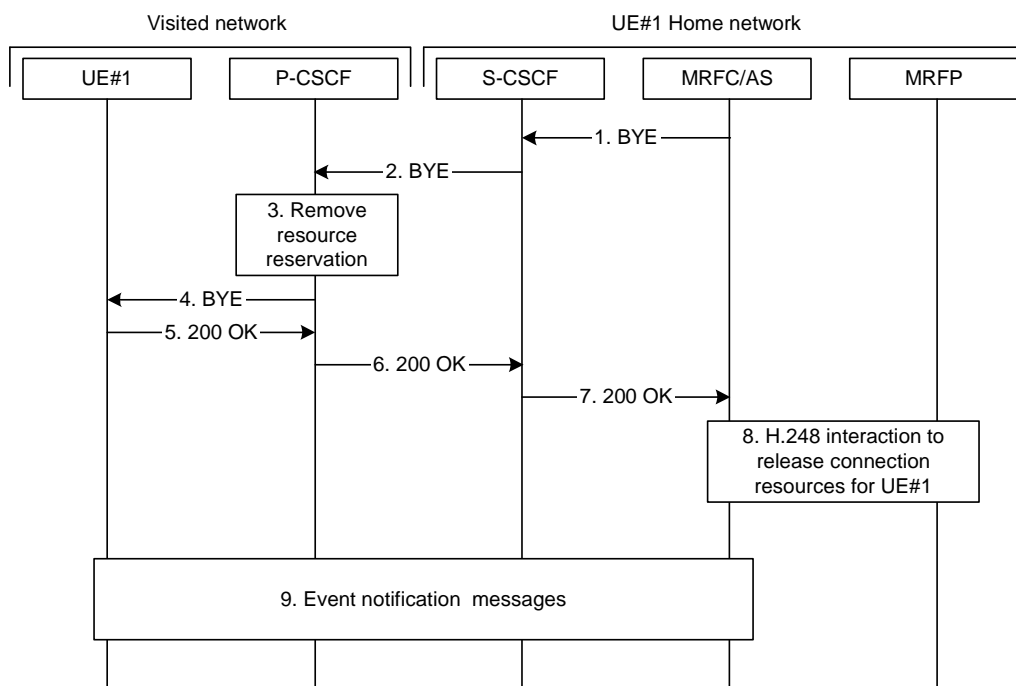 Visited network
UE#1 Home network
UE#1
P-CSCF
S-CSCF
MRFC/AS
MRFP
1. BYE
2. BYE
3. Remove
resource
reservation
4. BYE
5. 200 OK
6. 200 OK
7. 200 OK
8. H.248 interaction to
release connection
resources for UE#1
9. Event notification messages